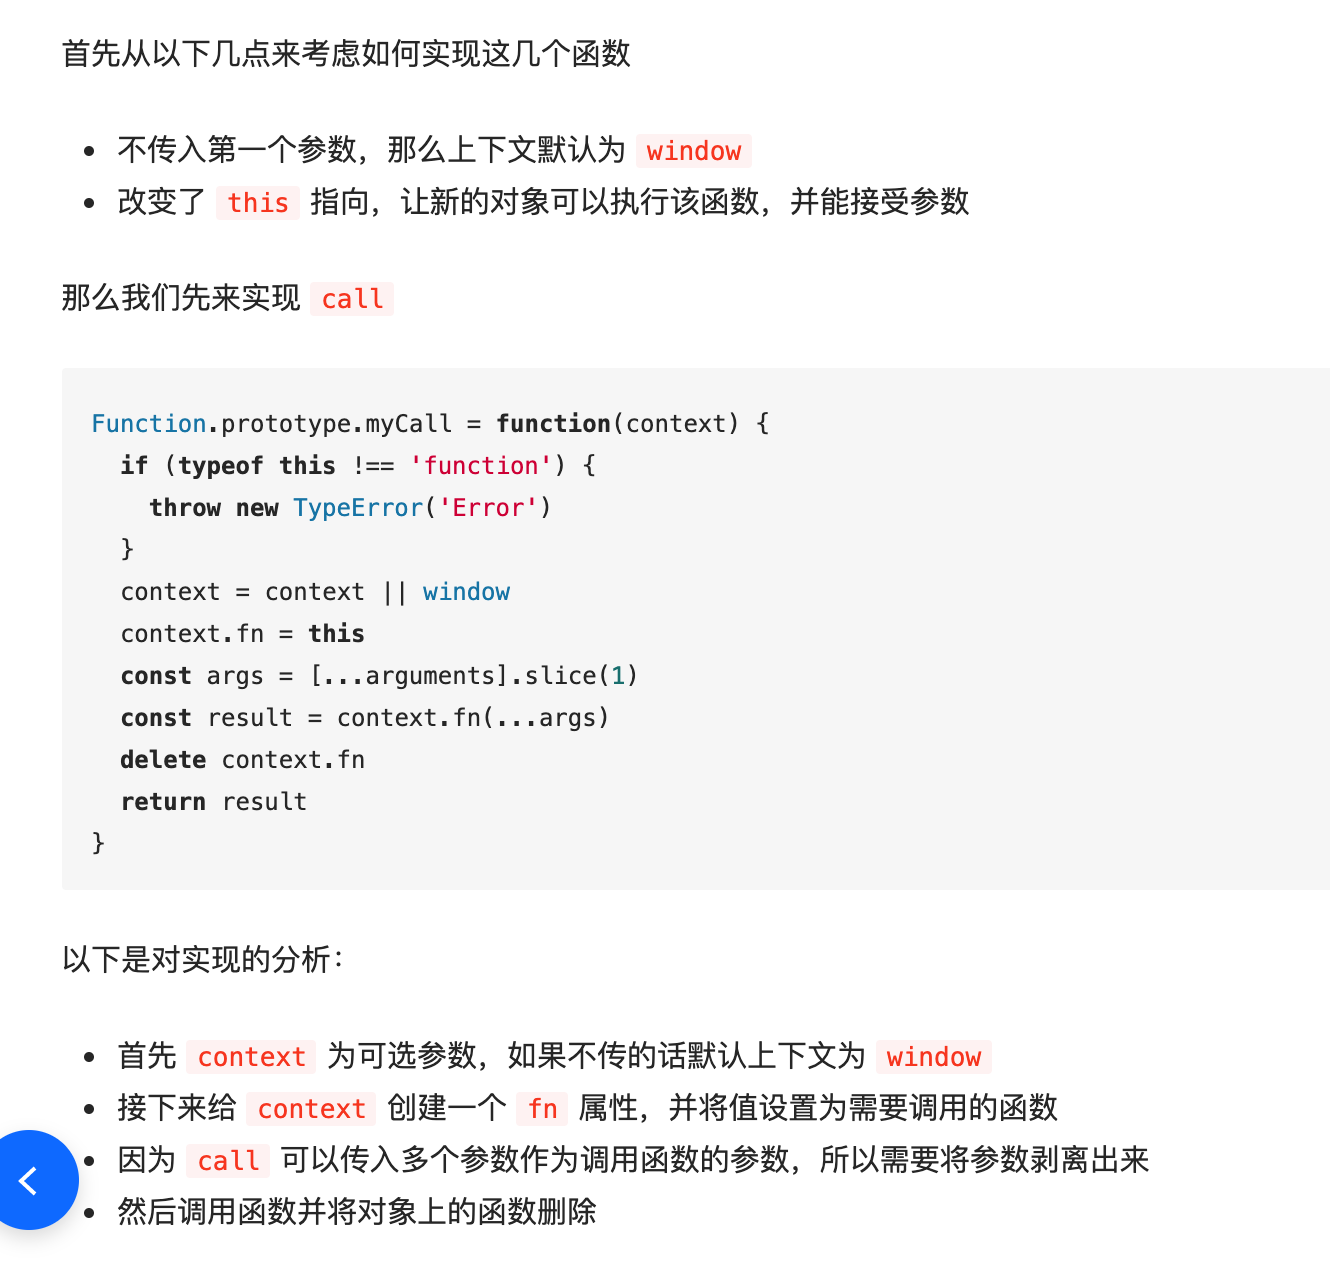 首先从以下几点来考虑如何实现这几个函数
• 不传入第一个参数，那么上下文默认为 window
• 改变了 this 指向，让新的对象可以执行该函数，并能接受参数
那么我们先来实现 call
Function.prototype.myCall = function(context) {
  if (typeof this !== 'function') {
    throw new TypeError('Error')
  }
  context = context || window
  context.fn = this
  const args = [...arguments].slice(1)
  const result = context.fn(...args)
  delete context.fn
  return result
}
以下是对实现的分析：
• 首先 context 为可选参数，如果不传的话默认上下文为 window
• 接下来给 context 创建一个 fn 属性，并将值设置为需要调用的函数
• 因为 call 可以传入多个参数作为调用函数的参数，所以需要将参数剥离出来
• 然后调用函数并将对象上的函数删除